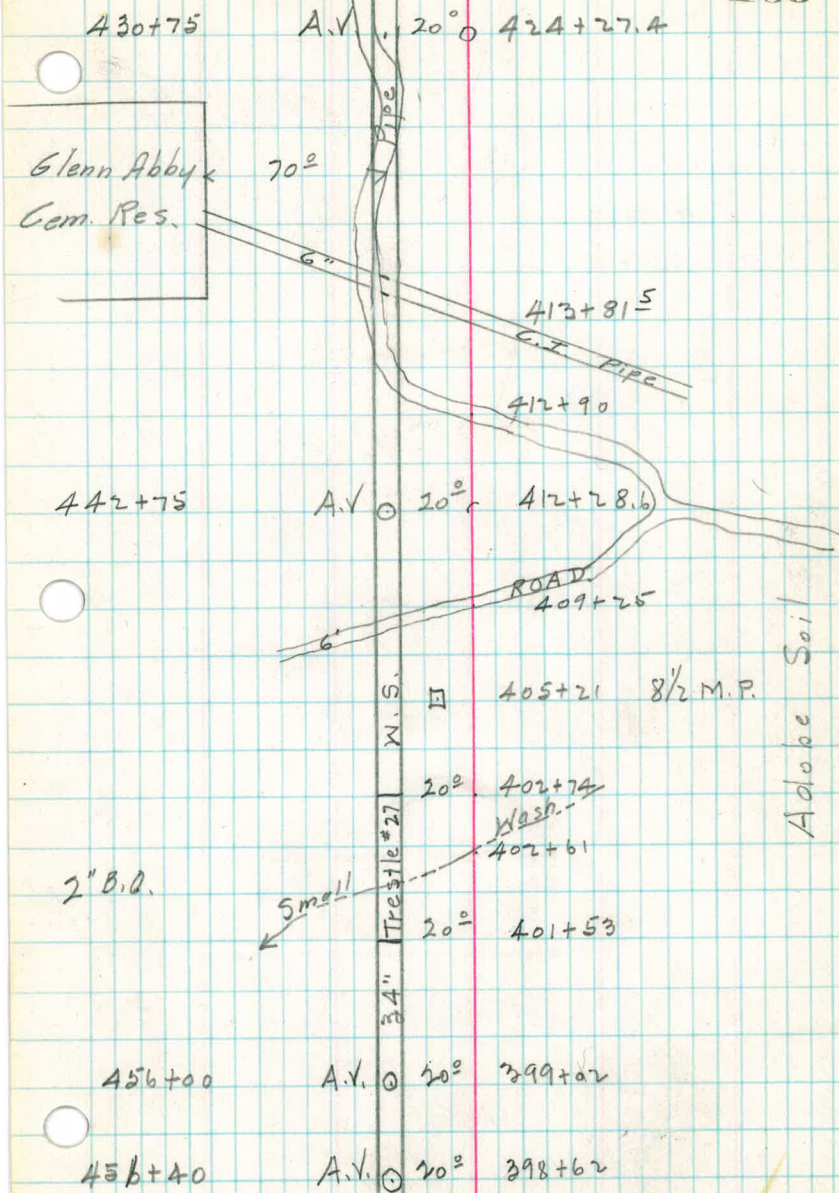 430+75 A.V. 20° 424+27.4
Pipe
Glenn Abby 70°
Cem. Res.
6"
413+81 5
C.I. Pipe
412+90
442+75 A.V 20° 412+28.6
ROAD
409+25
6'
Adobe Soil
W.S. 405+21 8 1/2 M.P.
20° 402+74
Wash
402+61
Trestle #27
2" B.O.
Small
20° 401+53
34"
456+00 A.V. 20° 399+02
456+40 A.V. 20° 398+62